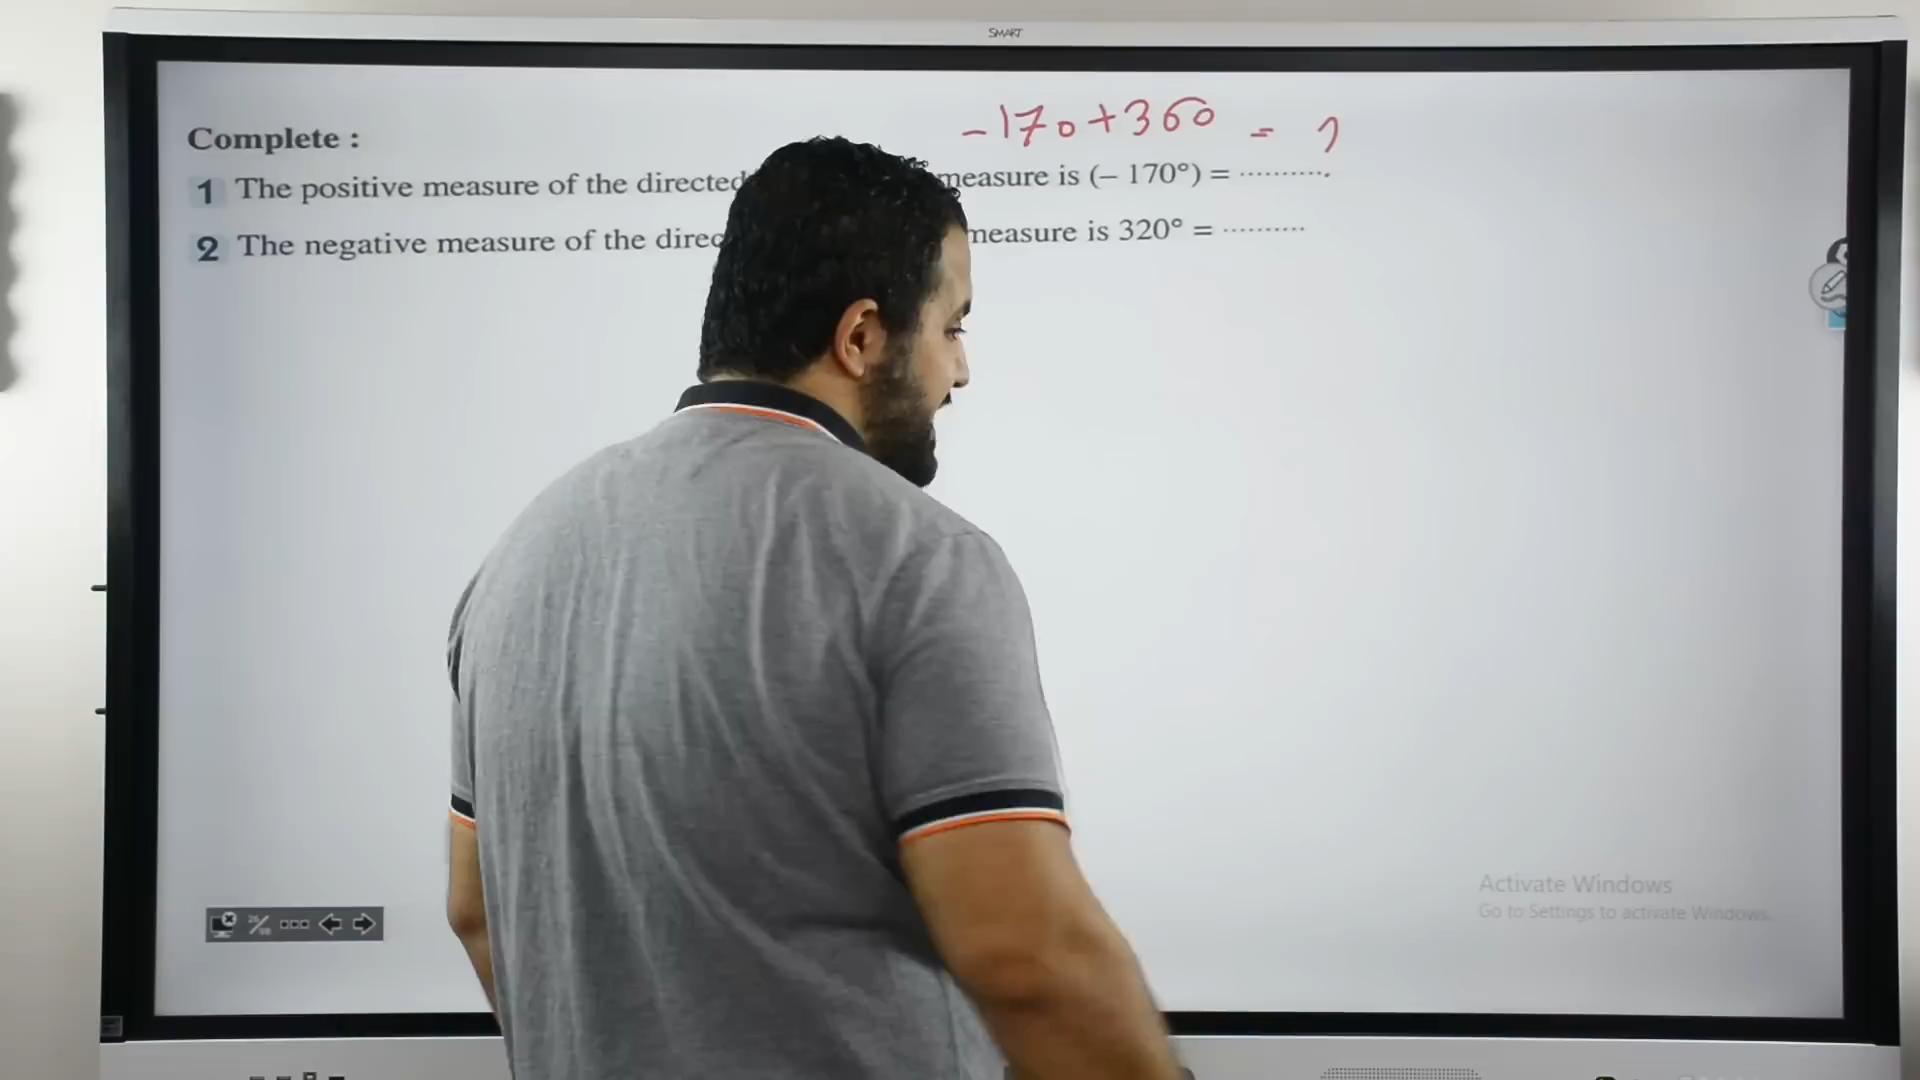 SMART
-170+360 = ?
Complete :
1 The positive measure of the directed measure is (– 170°) = ..........
2 The negative measure of the measure is 320° = ..........
Activate Windows
Go to Settings to activate Windows.